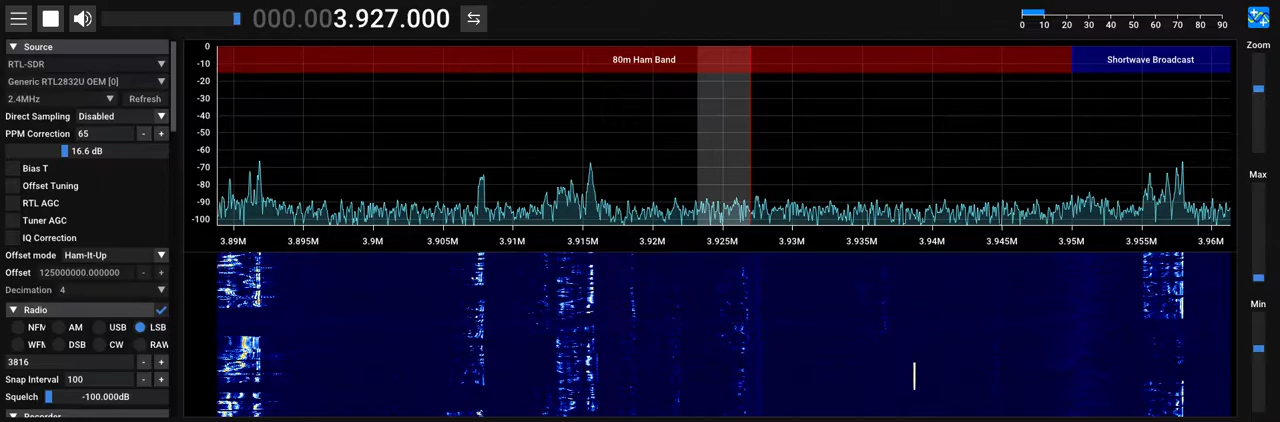 000.003.927.000
0 10 20 30 40 50 60 70 80 90
Source
RTL-SDR
Generic RTL2832U OEM [0]
2.4MHz Refresh
Direct Sampling Disabled
PPM Correction 65 - +
16.6 dB
Bias T
Offset Tuning
RTL AGC
Tuner AGC
IQ Correction
Offset mode Ham-It-Up
Offset 125000000.000000 - +
Decimation 4
Radio
NFM AM USB LSB
WFM DSB CW RAW
3816 - +
Snap Interval 100 - +
Squelch -100.000dB
Recorder
80m Ham Band Shortwave Broadcast
0
-10
-20
-30
-40
-50
-60
-70
-80
-90
-100
3.89M 3.895M 3.9M 3.905M 3.91M 3.915M 3.92M 3.925M 3.93M 3.935M 3.94M 3.945M 3.95M 3.955M 3.96M
Zoom
Max
Min